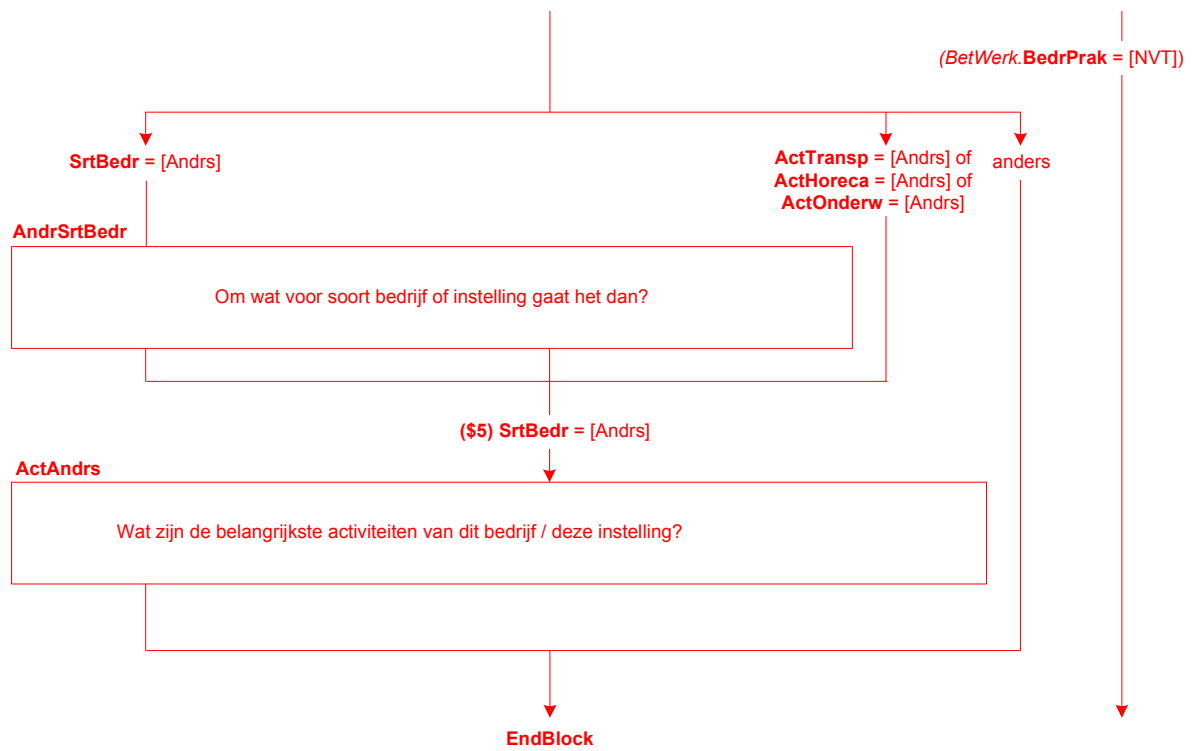 (BetWerk.BedrPrak = [NVT])
SrtBedr = [Andrs]
ActTransp = [Andrs] of
ActHoreca = [Andrs] of
ActOnderw = [Andrs]
anders
AndrSrtBedr
Om wat voor soort bedrijf of instelling gaat het dan?
($5) SrtBedr = [Andrs]
ActAndrs
Wat zijn de belangrijkste activiteiten van dit bedrijf / deze instelling?
EndBlock